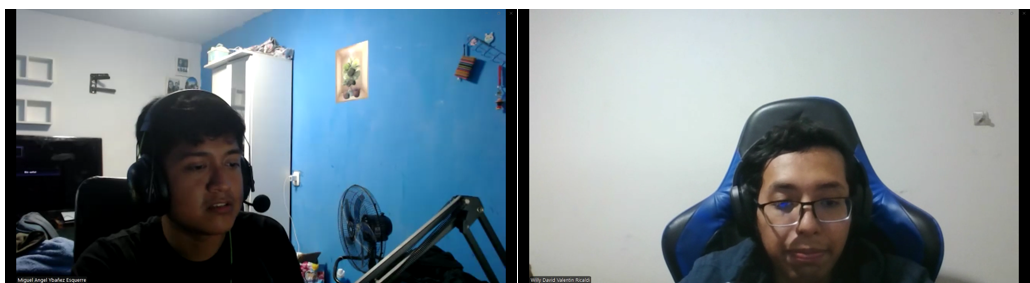 Miguel Angel Ybañez Esquerre
Willy David Valentin Ricaldi